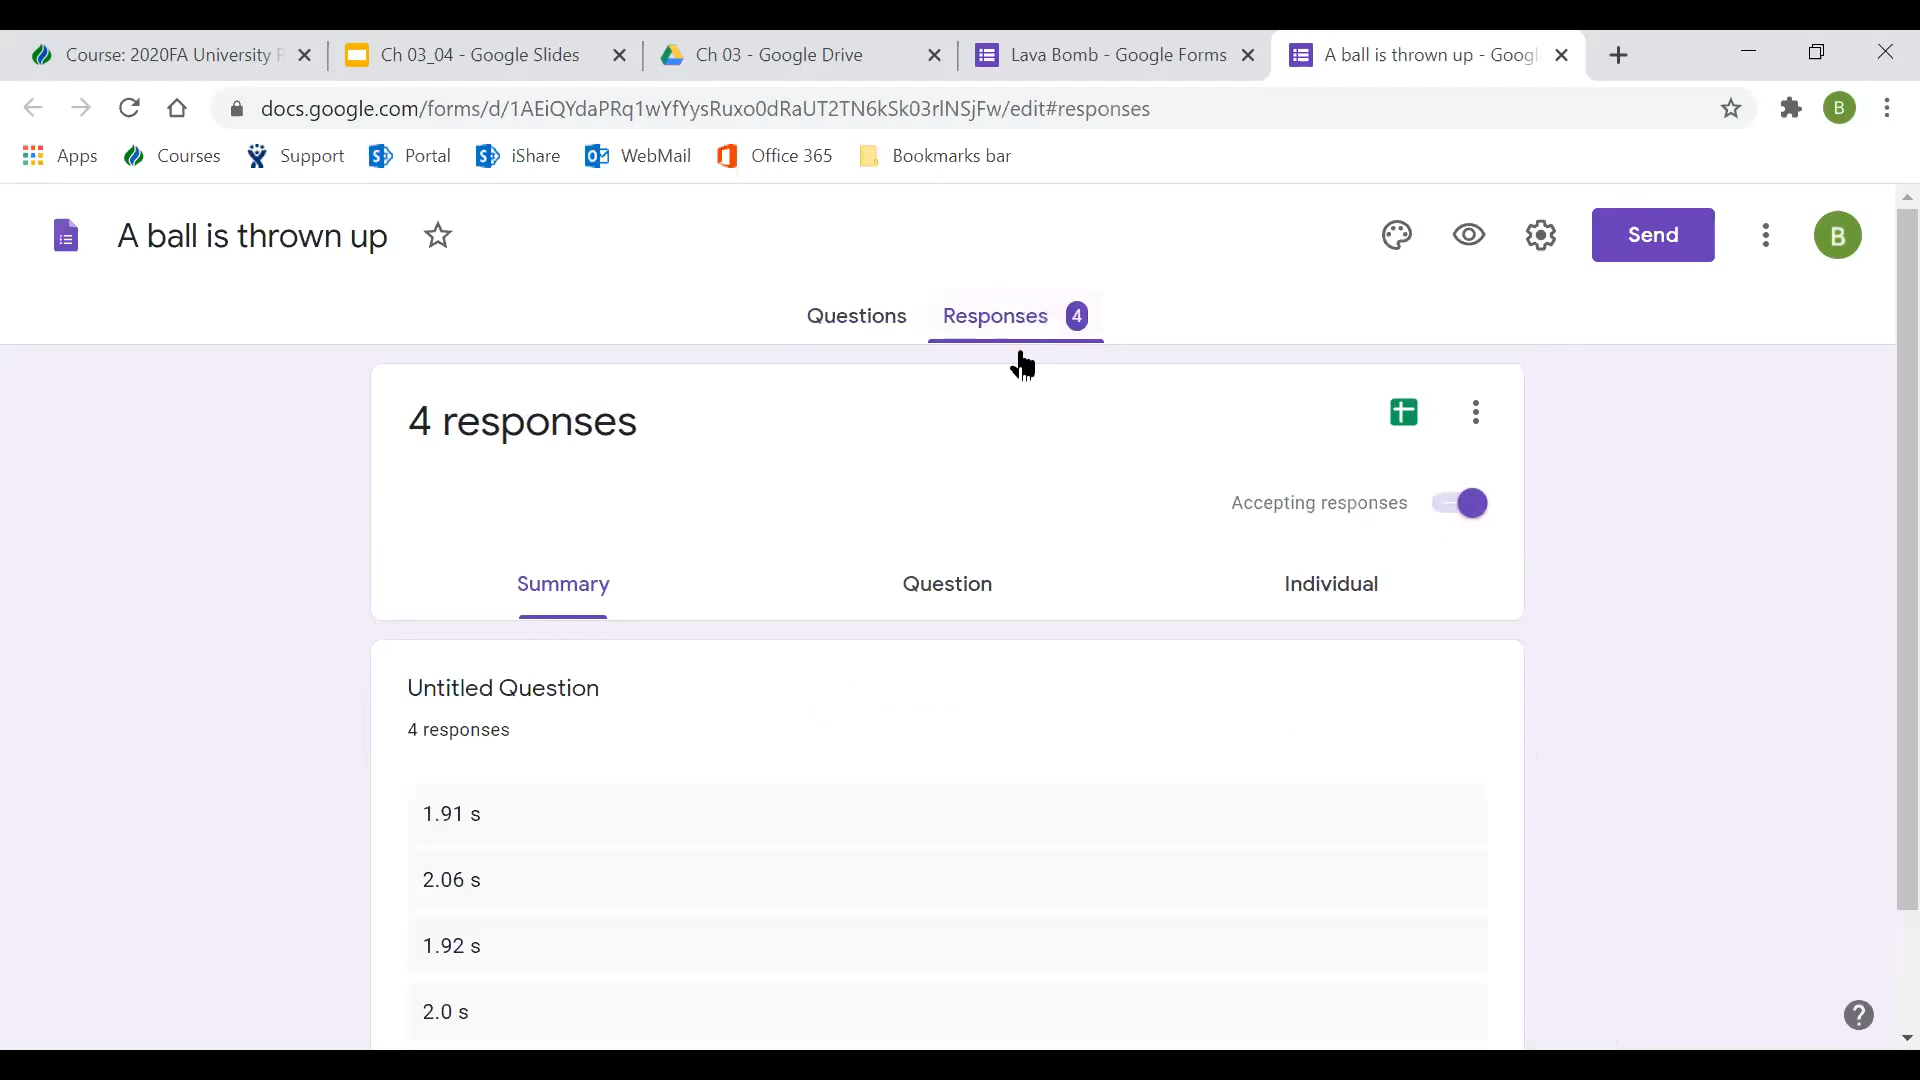 Course: 2020FA University
Ch 03_04 - Google Slides
Ch 03 - Google Drive
Lava Bomb - Google Forms
A ball is thrown up - Googl
docs.google.com/forms/d/1AEiQYdaPRq1wYfYysRuxo0dRaUT2TN6kSk03rlNSjFw/edit#responses
B
Apps
Courses
Support
Portal
iShare
WebMail
Office 365
Bookmarks bar
A ball is thrown up
Send
B
Questions
Responses 4
4 responses
Accepting responses
Summary
Question
Individual
Untitled Question
4 responses
1.91 s
2.06 s
1.92 s
2.0 s